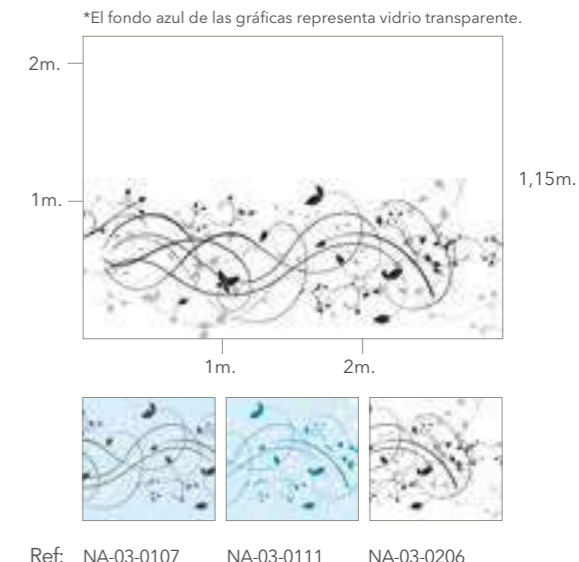 *El fondo azul de las gráficas representa vidrio transparente.
2m.
1,15m.
1m.
1m. 2m.
Ref: NA-03-0107 NA-03-0111 NA-03-0206